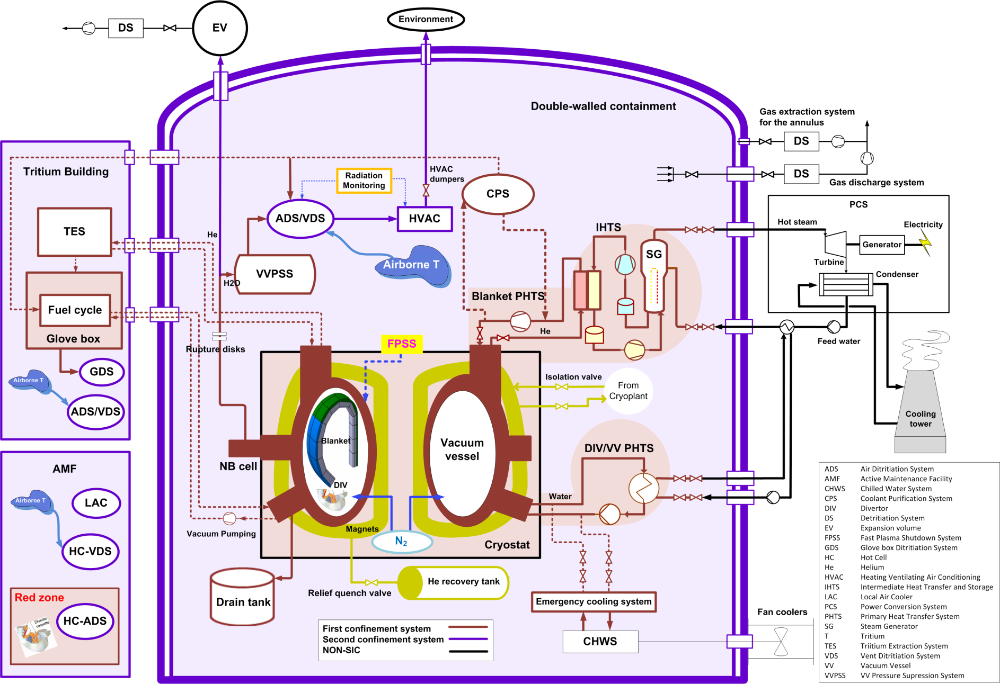 Environment
DS
EV
Double-walled containment
Gas extraction system
for the annulus
DS
DS
Gas discharge system
Tritium Building
Radiation
Monitoring
HVAC
dumpers
CPS
ADS/VDS
HVAC
TES
He
H2O
VVPSS
Airborne T
IHTS
SG
Blanket PHTS
He
PCS
Hot steam
Electricity
Generator
Turbine
Condenser
Feed water
Fuel cycle
Glove box
Rupture disks
FPSS
GDS
Airborne T
ADS/VDS
Isolation valve
From
Cryoplant
Cooling
tower
Blanket
Vacuum
vessel
NB cell
DIV
DIV/VV PHTS
Water
Magnets
N2
Cryostat
Vacuum Pumping
AMF
Airborne T
LAC
HC-VDS
Red zone
Divertor
cassette
HC-ADS
Drain tank
He recovery tank
Relief quench valve
Emergency cooling system
CHWS
Fan coolers
First confinement system
Second confinement system
NON-SIC
ADS Air Ditritiation System
AMF Active Maintenance Facility
CHWS Chilled Water System
CPS Coolant Purification System
DIV Divertor
DS Detritiation System
EV Expansion volume
FPSS Fast Plasma Shutdown System
GDS Glove box Ditritiation System
HC Hot Cell
He Helium
HVAC Heating Ventilating Air Conditioning
IHTS Intermediate Heat Transfer and Storage
LAC Local Air Cooler
PCS Power Conversion System
PHTS Primary Heat Transfer System
SG Steam Generator
T Tritium
TES Triitium Extraction System
VDS Vent Ditritiation System
VV Vacuum Vessel
VVPSS VV Pressure Supression System